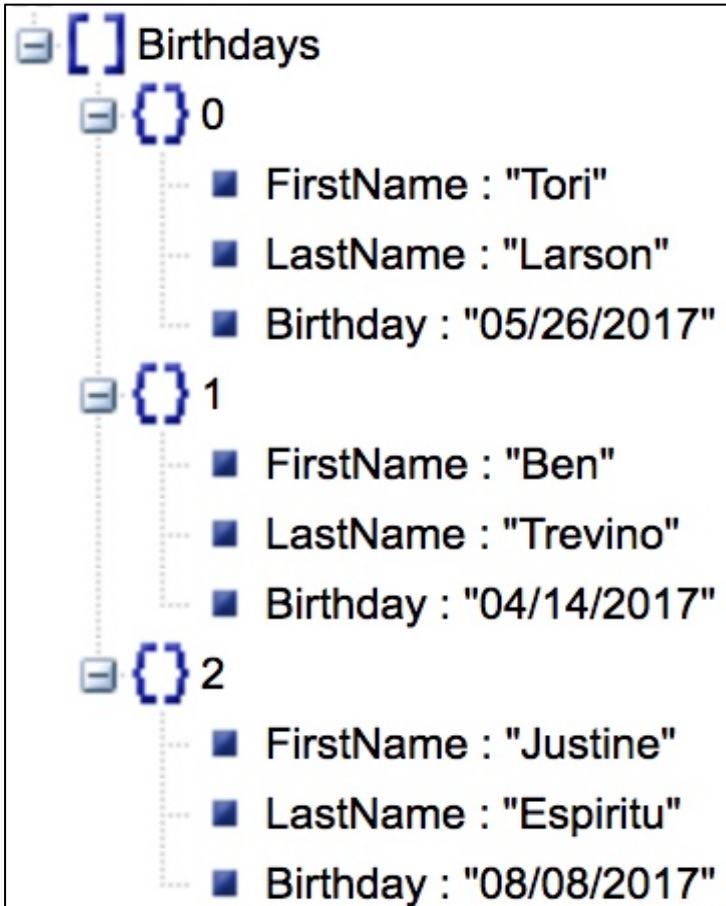 [ ] Birthdays
{} 0
FirstName : "Tori"
LastName : "Larson"
Birthday : "05/26/2017"
{} 1
FirstName : "Ben"
LastName : "Trevino"
Birthday : "04/14/2017"
{} 2
FirstName : "Justine"
LastName : "Espiritu"
Birthday : "08/08/2017"